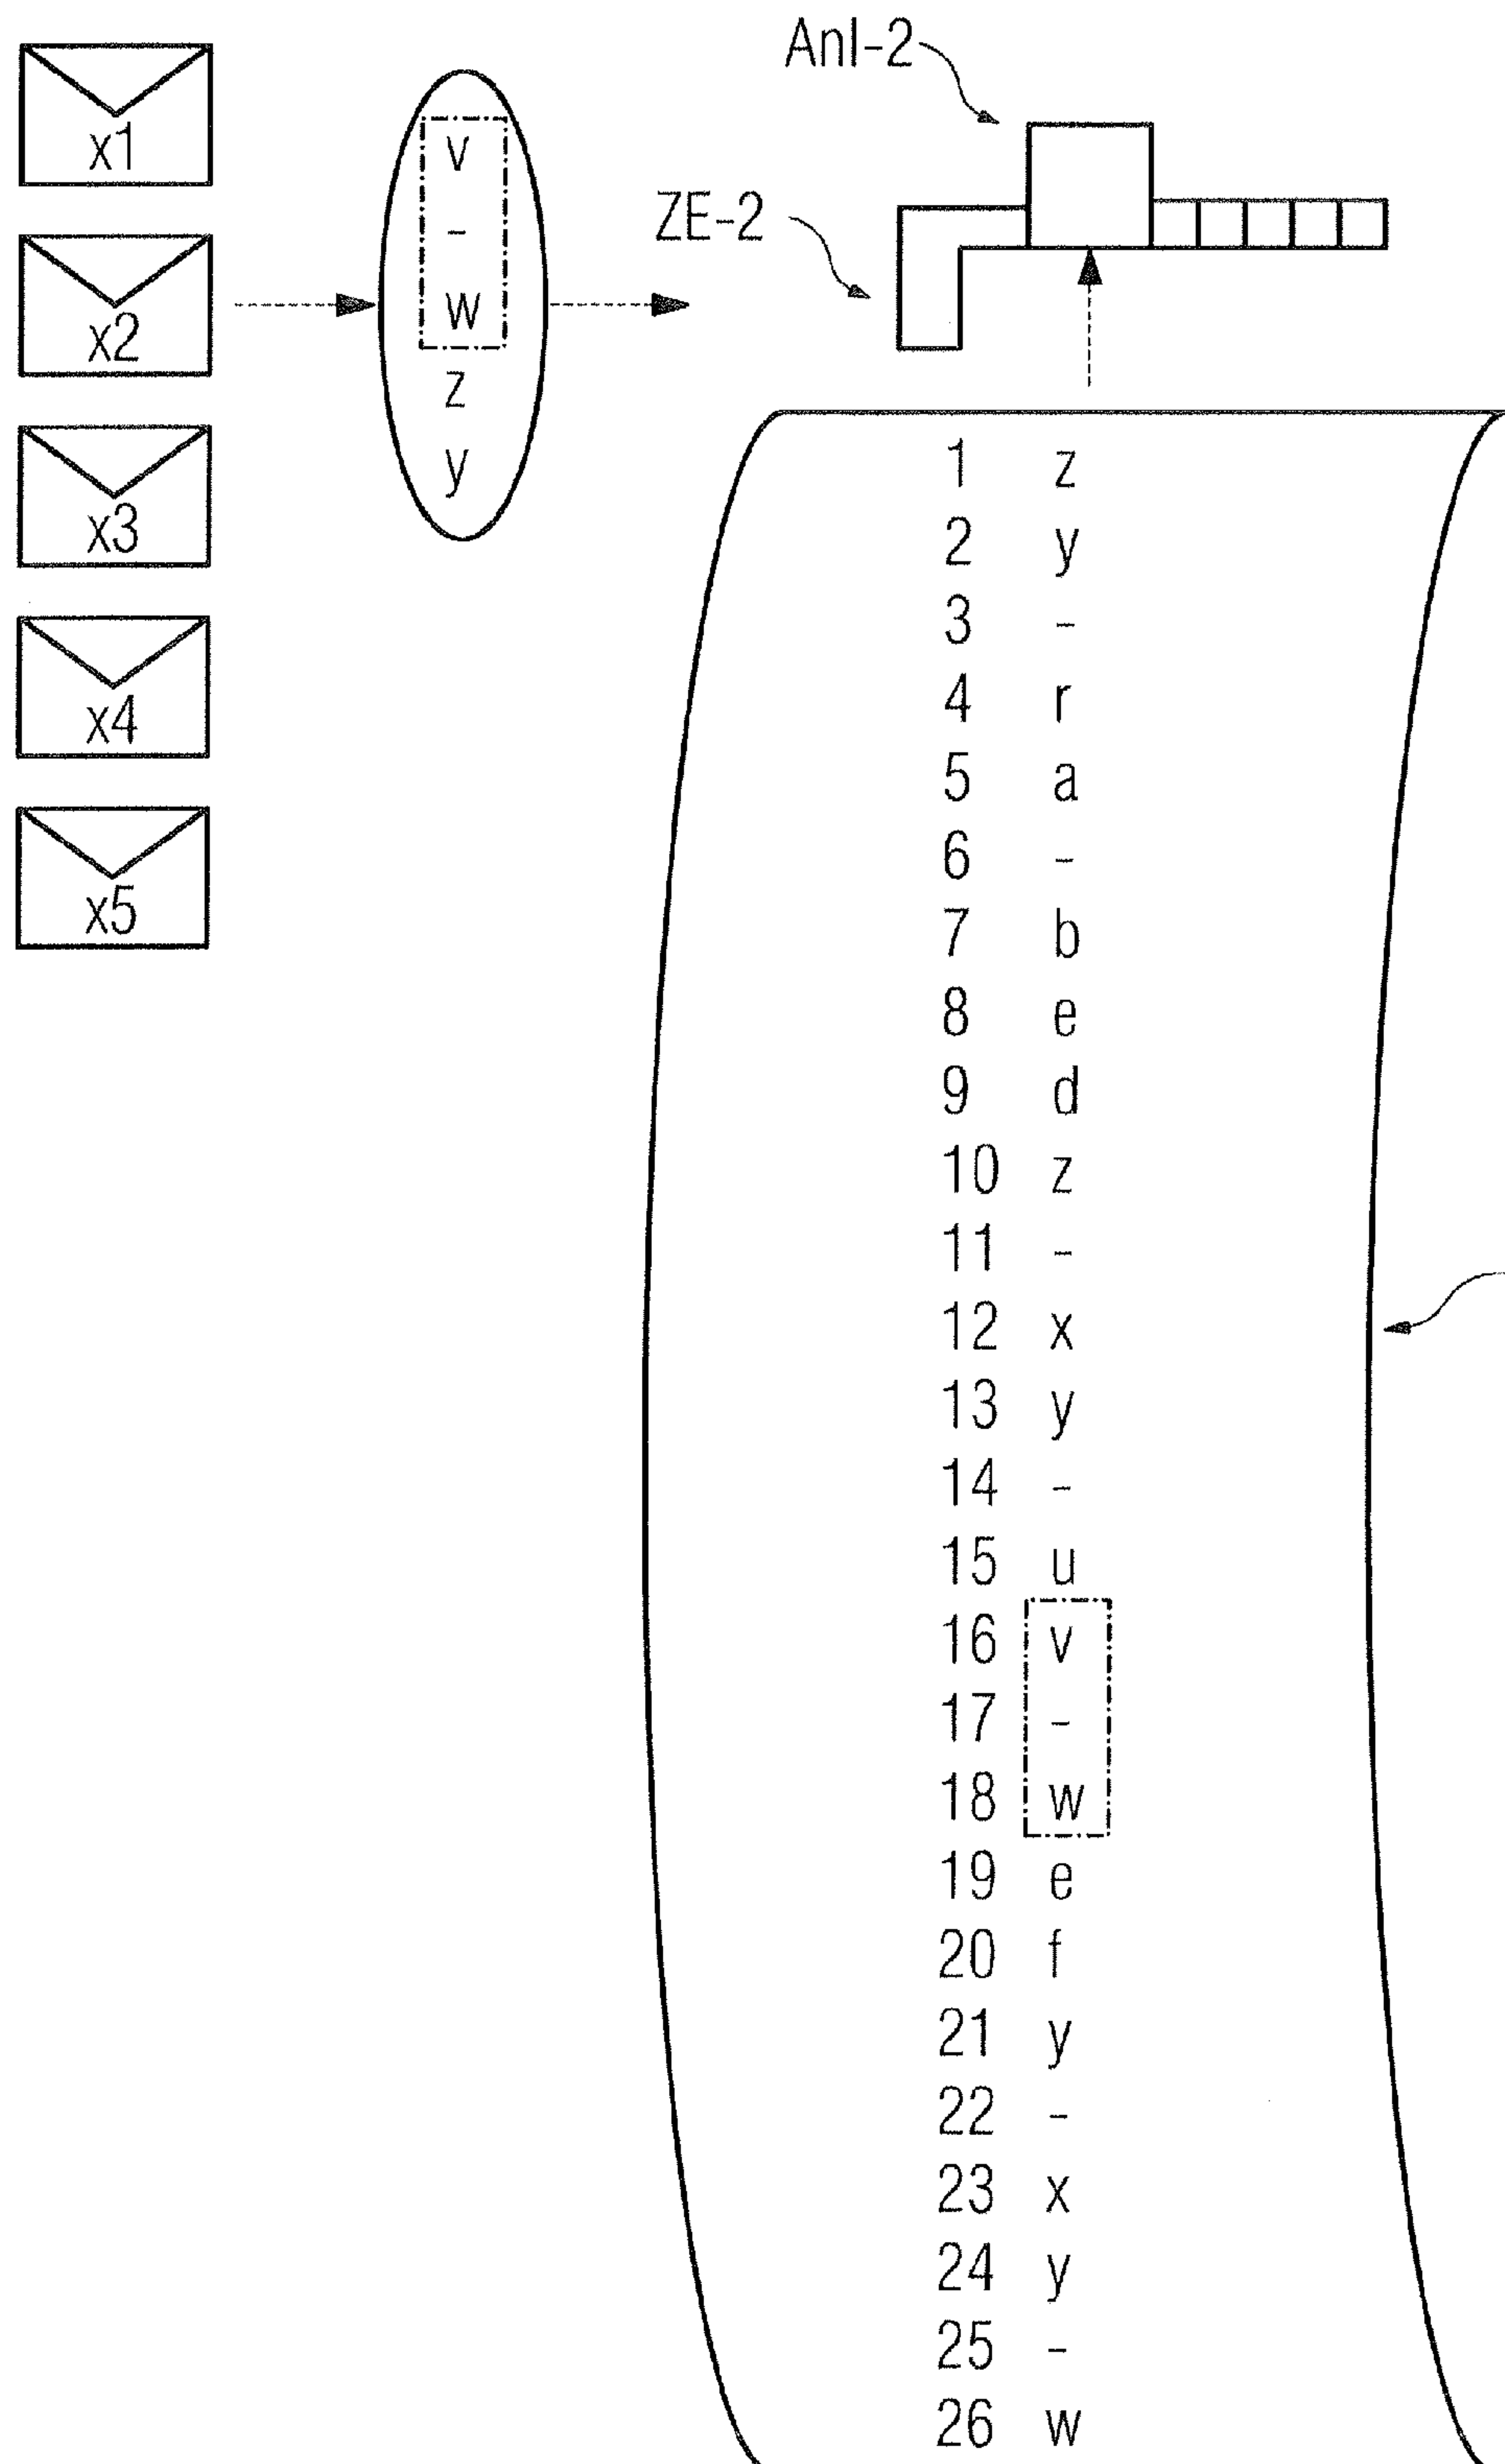 x1
x2
x3
x4
x5
v
-
w
z
y
Anl-2
ZE-2
1 z
2 y
3 -
4 r
5 a
6 -
7 b
8 e
9 d
10 z
11 -
12 x
13 y
14 -
15 u
16 v
17 -
18 w
19 e
20 f
21 y
22 -
23 x
24 y
25 -
26 w